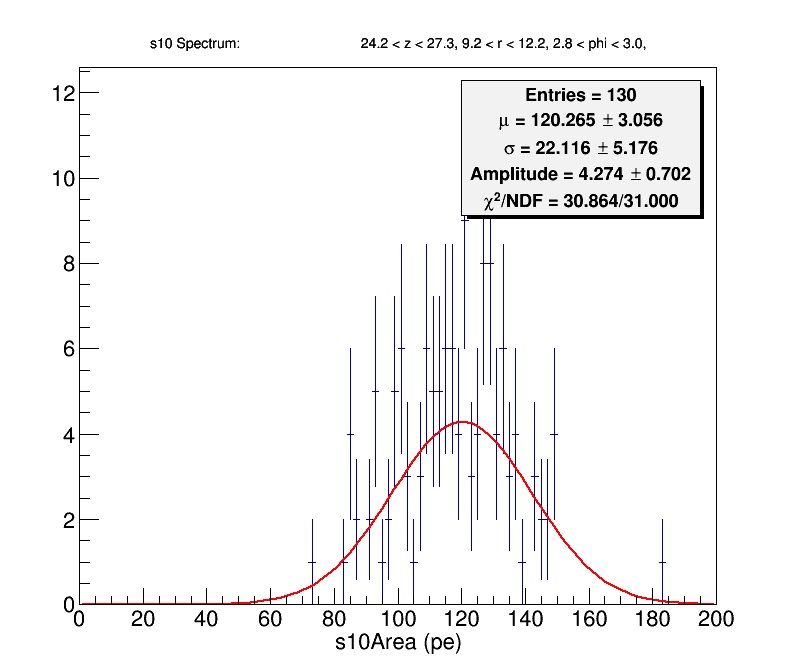 s10 Spectrum: 24.2 < z < 27.3, 9.2 < r < 12.2, 2.8 < phi < 3.0,
Entries = 130
μ = 120.265 ± 3.056
σ = 22.116 ± 5.176
Amplitude = 4.274 ± 0.702
χ²/NDF = 30.864/31.000
12
10
8
6
4
2
0
0 20 40 60 80 100 120 140 160 180 200
s10Area (pe)